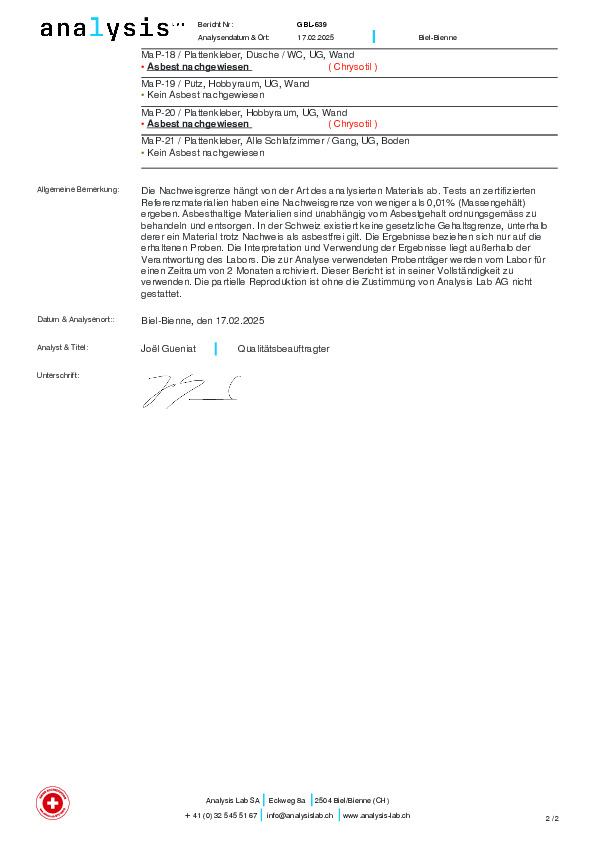 analysis
Bericht Nr: GBL-639
Analysendatum & Ort: 17.02.2025 Biel-Bienne
MaP-18 / Plattenkleber, Dusche / WC, UG, Wand
• Asbest nachgewiesen ( Chrysotil )
MaP-19 / Putz, Hobbyraum, UG, Wand
• Kein Asbest nachgewiesen
MaP-20 / Plattenkleber, Hobbyraum, UG, Wand
• Asbest nachgewiesen ( Chrysotil )
MaP-21 / Plattenkleber, Alle Schlafzimmer / Gang, UG, Boden
• Kein Asbest nachgewiesen
Allgemeine Bemerkung:
Die Nachweisgrenze hängt von der Art des analysierten Materials ab. Tests an zertifizierten
Referenzmaterialien haben eine Nachweisgrenze von weniger als 0,01% (Massengehält)
ergeben. Asbesthaltige Materialien sind unabhängig vom Asbestgehalt ordnungsgemäss zu
behandeln und entsorgen. In der Schweiz existiert keine gesetzliche Gehaltsgrenze, unterhalb
derer ein Material trotz Nachweis als asbestfrei gilt. Die Ergebnisse beziehen sich nur auf die
erhaltenen Proben. Die Interpretation und Verwendung der Ergebnisse liegt außerhalb der
Verantwortung des Labors. Die zur Analyse verwendeten Probenträger werden vom Labor für
einen Zeitraum von 2 Monaten archiviert. Dieser Bericht ist in seiner Vollständigkeit zu
verwenden. Die partielle Reproduktion ist ohne die Zustimmung von Analysis Lab AG nicht
gestattet.
Datum & Analysenort:: Biel-Bienne, den 17.02.2025
Analyst & Titel: Joël Gueniat Qualitätsbeauftragter
Unterschrift:
Analysis Lab SA Eckweg 8a 2504 Biel/Bienne (CH)
+ 41 (0) 32 545 51 67 info@analysislab.ch www.analysis-lab.ch
2 / 2